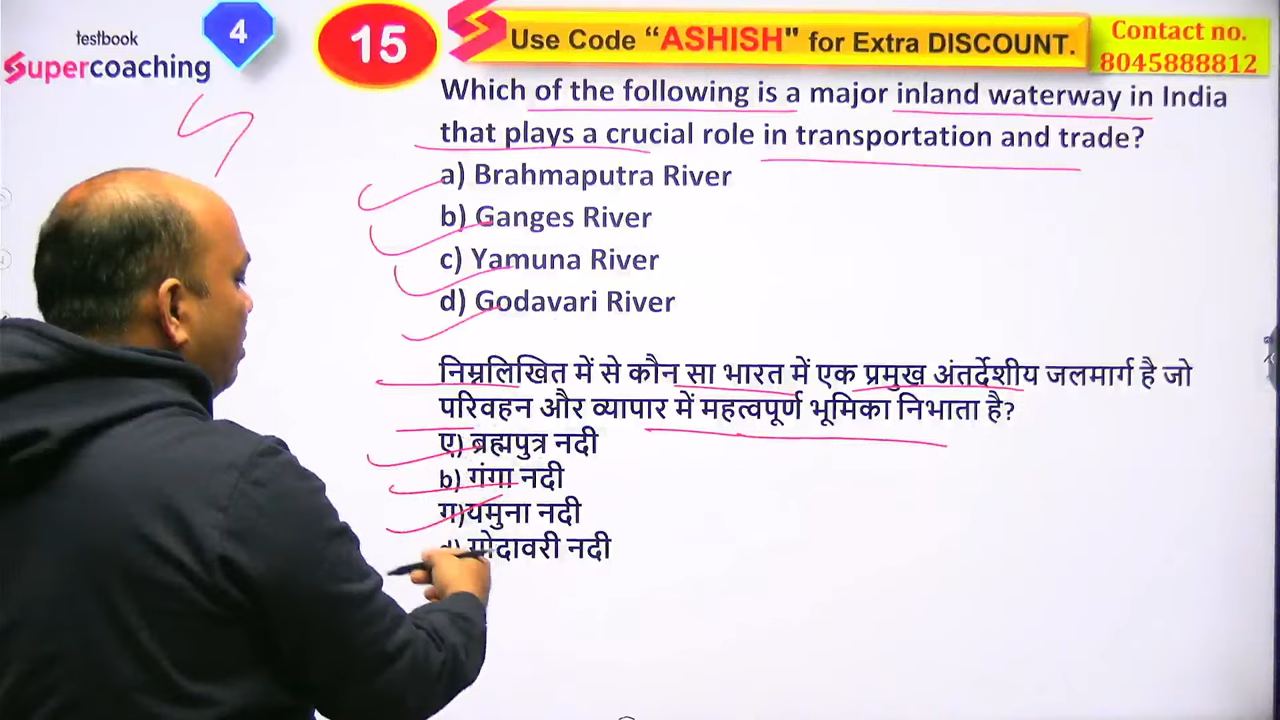 testbook
Supercoaching
4
15
Use Code “ASHISH" for Extra DISCOUNT.
Contact no.
8045888812
Which of the following is a major inland waterway in India
that plays a crucial role in transportation and trade?
a) Brahmaputra River
b) Ganges River
c) Yamuna River
d) Godavari River
निम्नलिखित में से कौन सा भारत में एक प्रमुख अंतर्देशीय जलमार्ग है जो
परिवहन और व्यापार में महत्वपूर्ण भूमिका निभाता है?
ए) ब्रह्मपुत्र नदी
b) गंगा नदी
ग)यमुना नदी
d) गोदावरी नदी